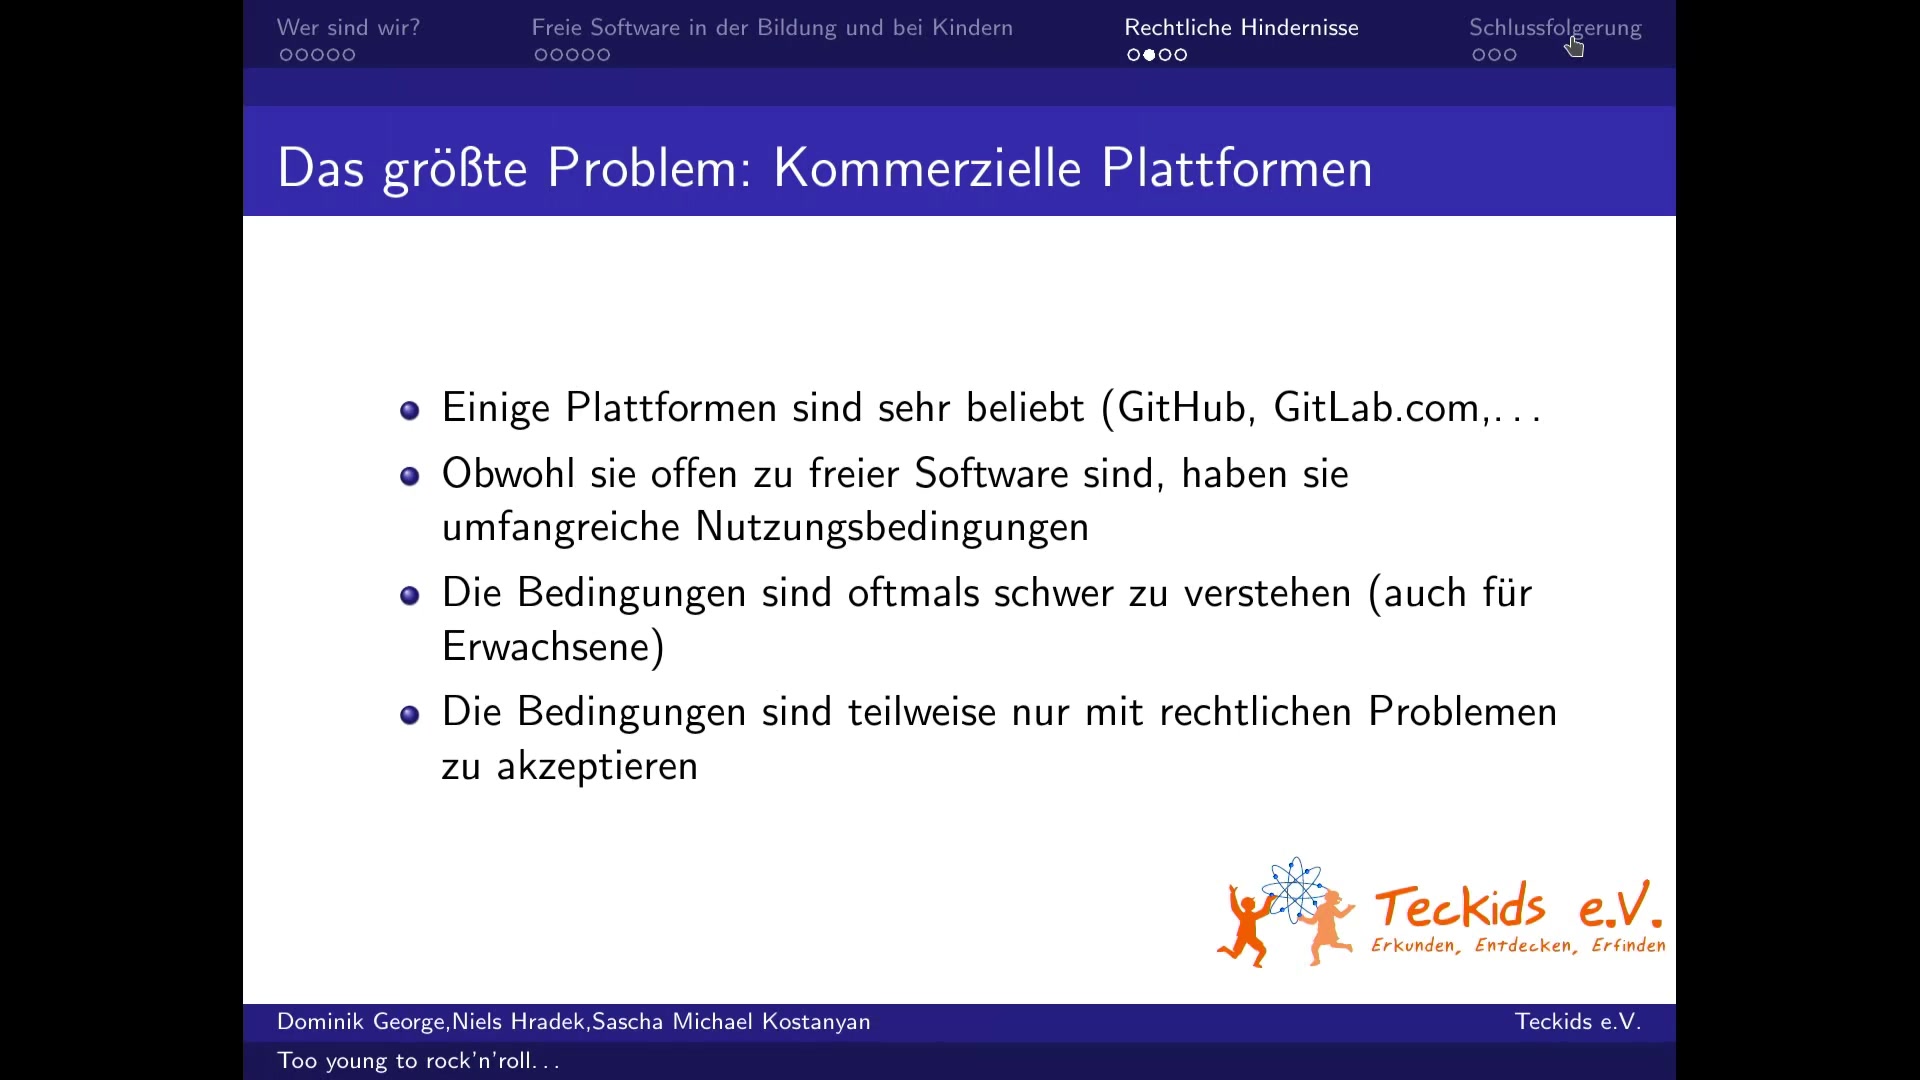 Wer sind wir?
Freie Software in der Bildung und bei Kindern
Rechtliche Hindernisse
Schlussfolgerung
Das größte Problem: Kommerzielle Plattformen
Einige Plattformen sind sehr beliebt (GitHub, GitLab.com,...
Obwohl sie offen zu freier Software sind, haben sie
umfangreiche Nutzungsbedingungen
Die Bedingungen sind oftmals schwer zu verstehen (auch für
Erwachsene)
Die Bedingungen sind teilweise nur mit rechtlichen Problemen
zu akzeptieren
Teckids e.V.
Erkunden, Entdecken, Erfinden
Dominik George,Niels Hradek,Sascha Michael Kostanyan
Teckids e.V.
Too young to rock'n'roll...